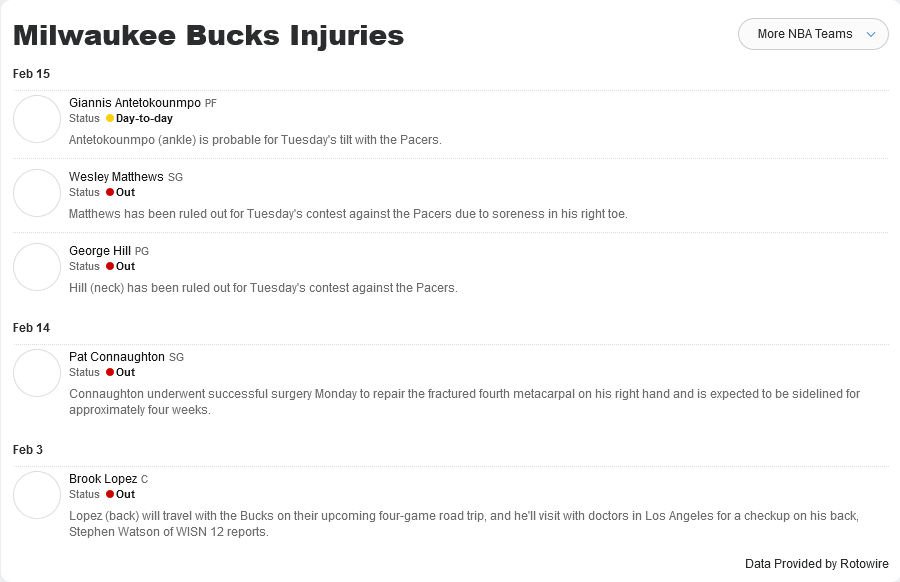 Milwaukee Bucks Injuries
More NBA Teams
Feb 15
Giannis Antetokounmpo PF
Status Day-to-day
Antetokounmpo (ankle) is probable for Tuesday's tilt with the Pacers.
Wesley Matthews SG
Status Out
Matthews has been ruled out for Tuesday's contest against the Pacers due to soreness in his right toe.
George Hill PG
Status Out
Hill (neck) has been ruled out for Tuesday's contest against the Pacers.
Feb 14
Pat Connaughton SG
Status Out
Connaughton underwent successful surgery Monday to repair the fractured fourth metacarpal on his right hand and is expected to be sidelined for
approximately four weeks.
Feb 3
Brook Lopez C
Status Out
Lopez (back) will travel with the Bucks on their upcoming four-game road trip, and he'll visit with doctors in Los Angeles for a checkup on his back,
Stephen Watson of WISN 12 reports.
Data Provided by Rotowire